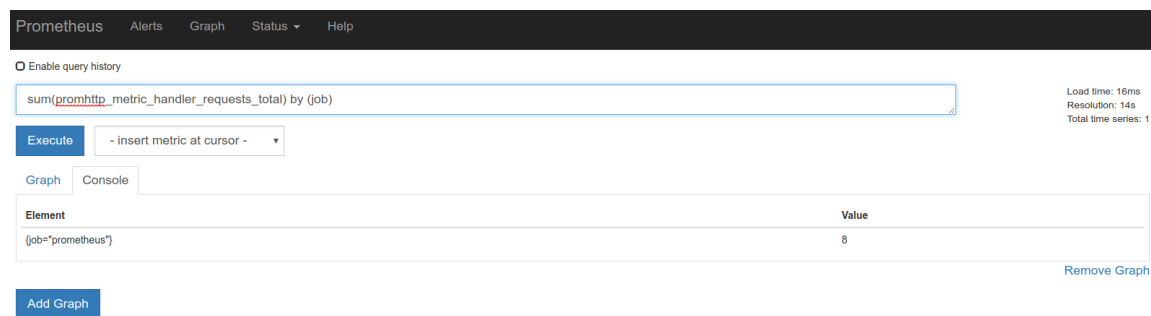 Prometheus Alerts Graph Status Help
Enable query history
sum(promhttp_metric_handler_requests_total) by (job)
Load time: 16ms
Resolution: 14s
Total time series: 1
Execute - insert metric at cursor -
Graph Console
Element Value
{job="prometheus"} 8
Remove Graph
Add Graph